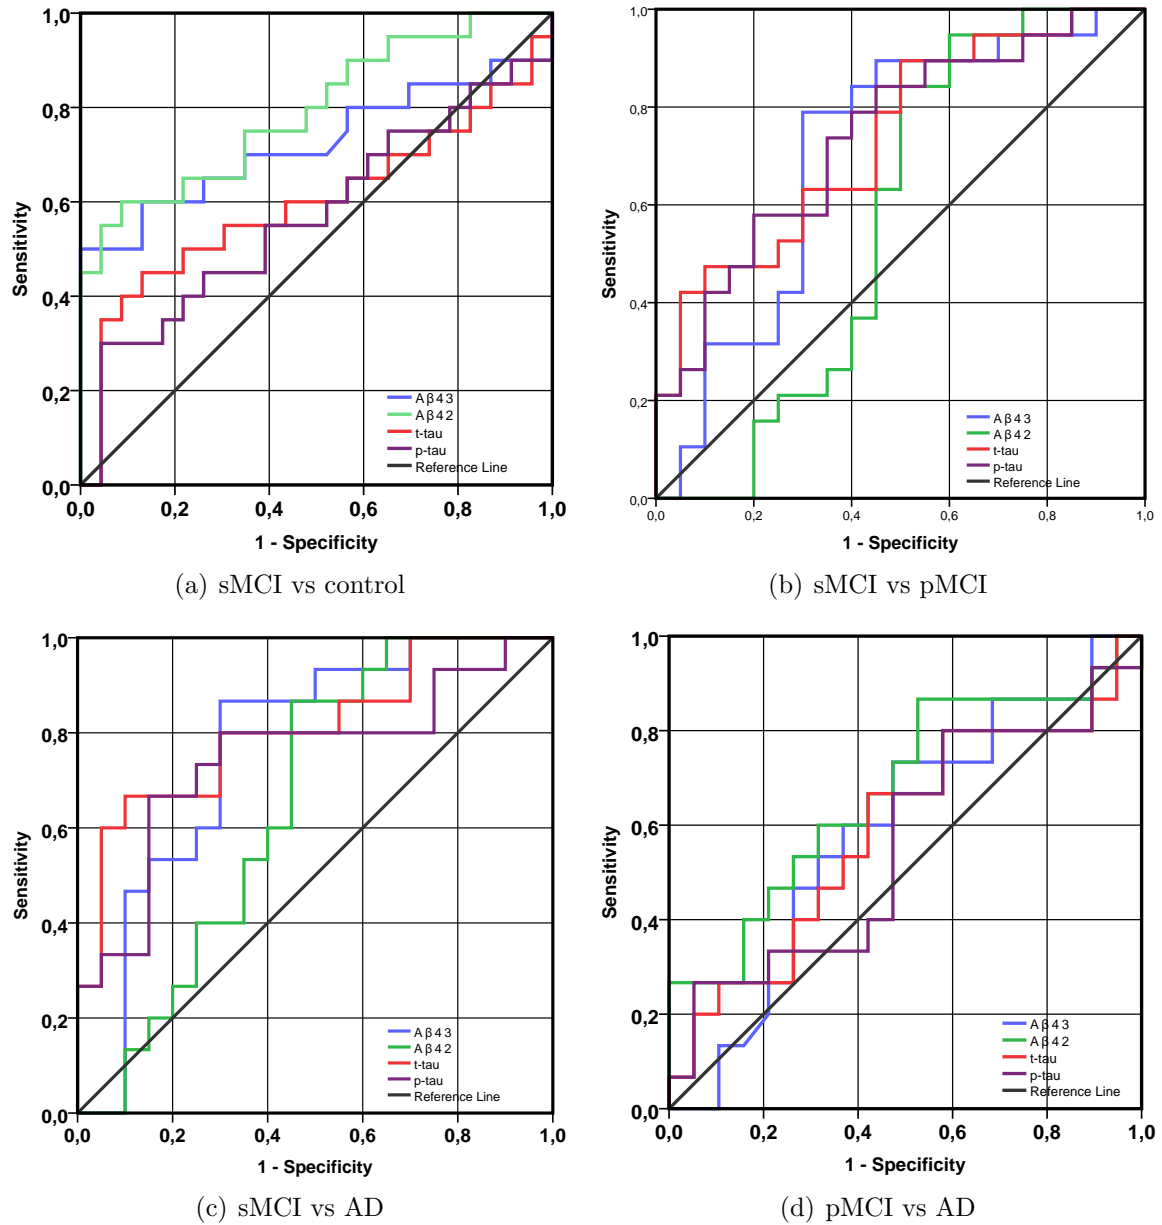 1,0
0,8
0,6
0,4
0,2
0,0
Sensitivity
0,0 0,2 0,4 0,6 0,8 1,0
1 - Specificity
Aβ43
Aβ42
t-tau
p-tau
Reference Line
(a) sMCI vs control
1,0
0,8
0,6
0,4
0,2
0,0
Sensitivity
0,0 0,2 0,4 0,6 0,8 1,0
1 - Specificity
Aβ43
Aβ42
t-tau
p-tau
Reference Line
(b) sMCI vs pMCI
1,0
0,8
0,6
0,4
0,2
0,0
Sensitivity
0,0 0,2 0,4 0,6 0,8 1,0
1 - Specificity
Aβ43
Aβ42
t-tau
p-tau
Reference Line
(c) sMCI vs AD
1,0
0,8
0,6
0,4
0,2
0,0
Sensitivity
0,0 0,2 0,4 0,6 0,8 1,0
1 - Specificity
Aβ43
Aβ42
t-tau
p-tau
Reference Line
(d) pMCI vs AD